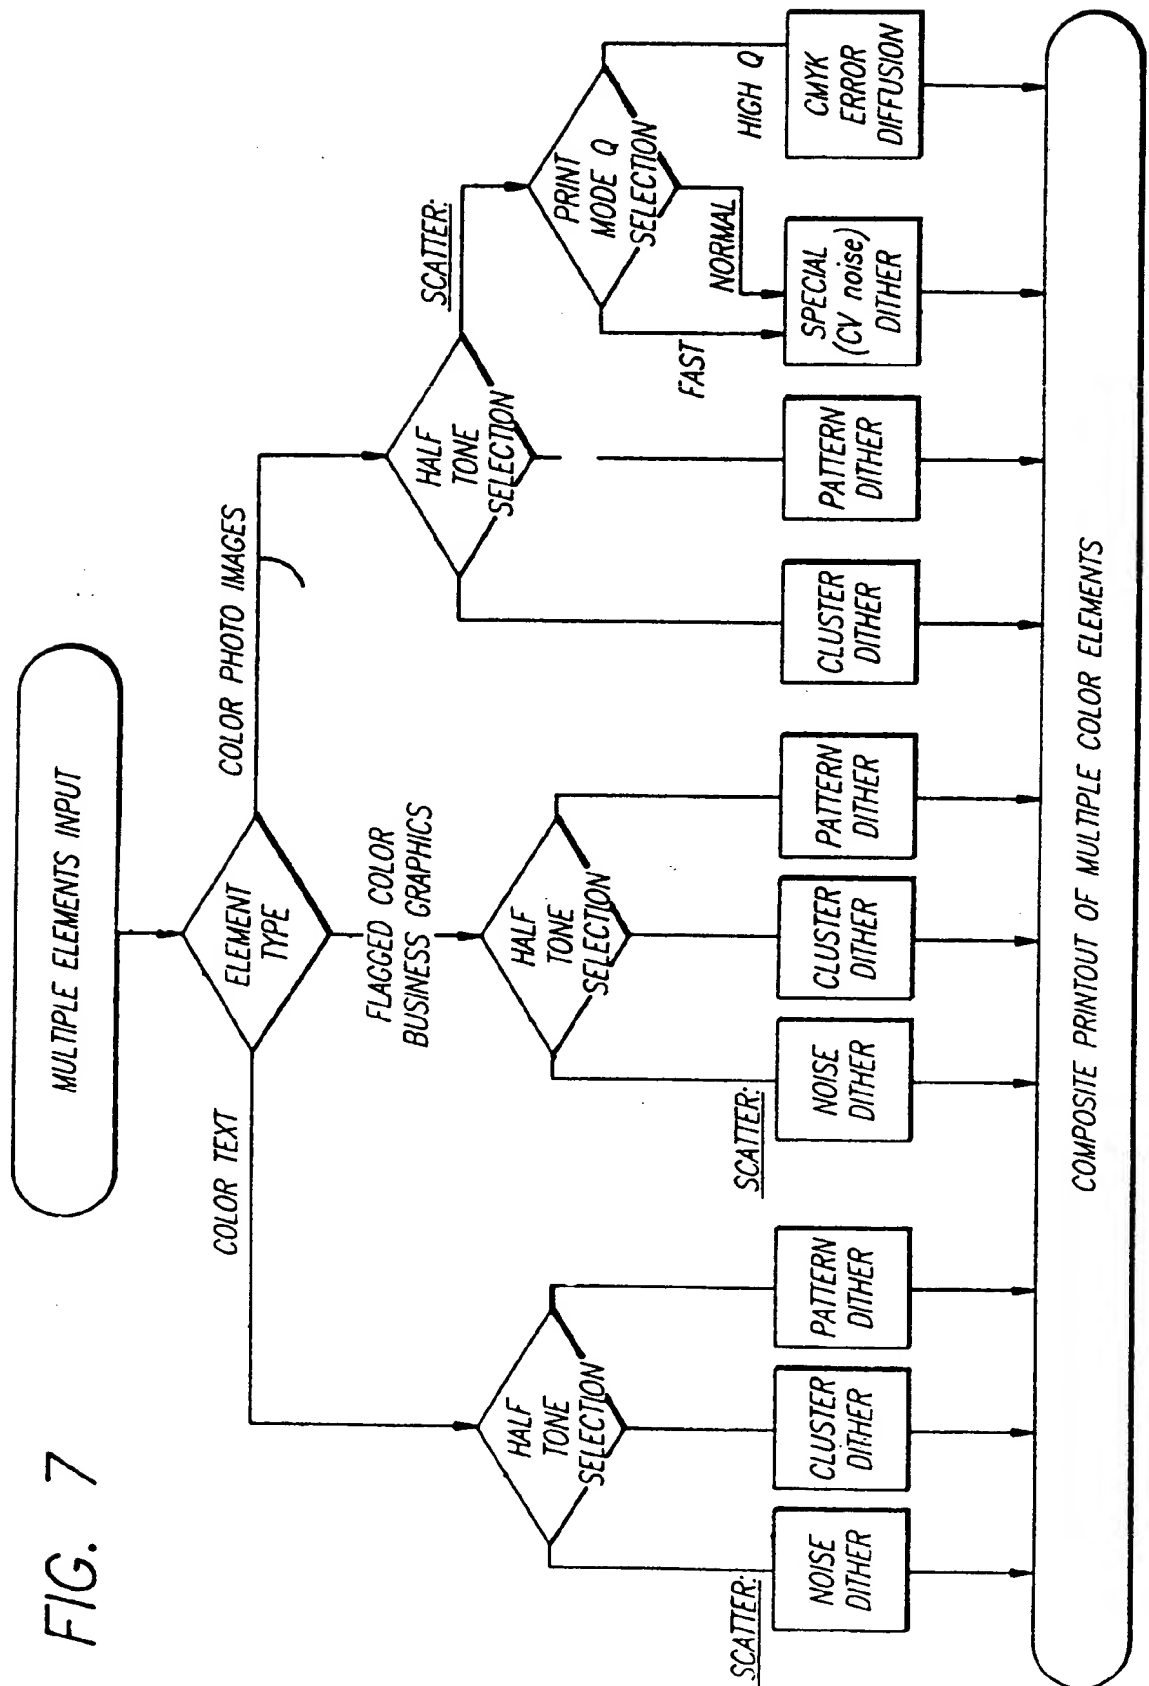 FIG. 7
MULTIPLE ELEMENTS INPUT
ELEMENT
TYPE
COLOR TEXT
FLAGGED COLOR
BUSINESS GRAPHICS
COLOR PHOTO IMAGES
HALF
TONE
SELECTION
HALF
TONE
SELECTION
HALF
TONE
SELECTION
SCATTER:
PRINT
MODE Q
SELECTION
FAST
NORMAL
HIGH Q
SCATTER:
NOISE
DITHER
CLUSTER
DITHER
PATTERN
DITHER
SCATTER:
NOISE
DITHER
CLUSTER
DITHER
PATTERN
DITHER
CLUSTER
DITHER
PATTERN
DITHER
SPECIAL
(CV noise)
DITHER
CMYK
ERROR
DIFFUSION
COMPOSITE PRINTOUT OF MULTIPLE COLOR ELEMENTS